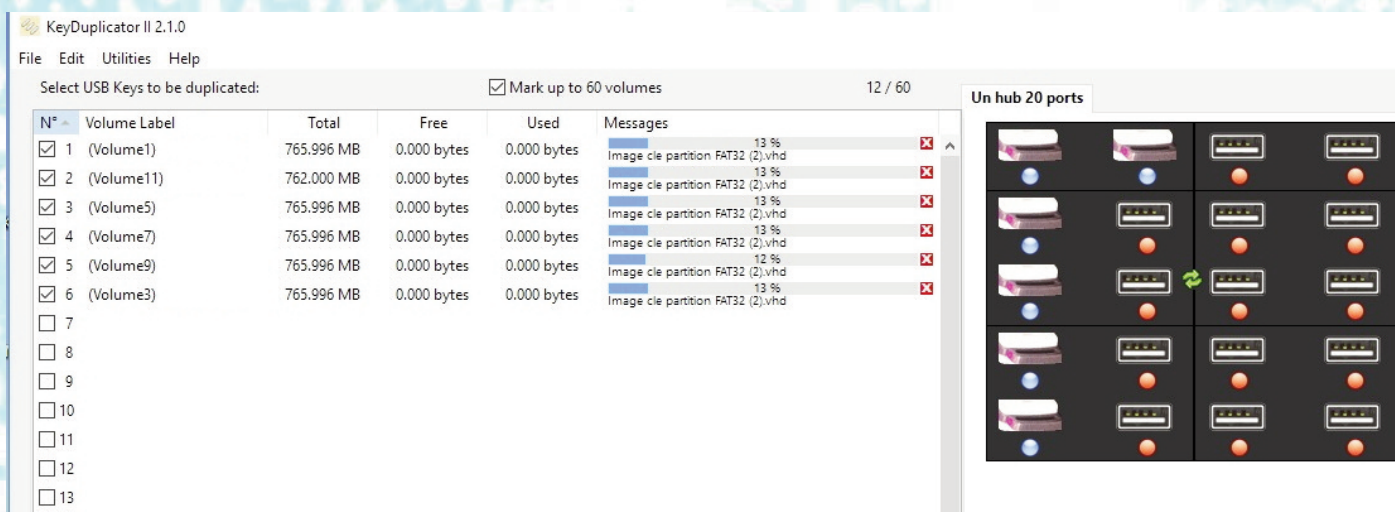 KeyDuplicator II 2.1.0
File Edit Utilities Help
Select USB Keys to be duplicated: Mark up to 60 volumes 12 / 60
Un hub 20 ports
N° Volume Label Total Free Used Messages
1 (Volume1) 765.996 MB 0.000 bytes 0.000 bytes 13 %
Image cle partition FAT32 (2).vhd
2 (Volume11) 762.000 MB 0.000 bytes 0.000 bytes 13 %
Image cle partition FAT32 (2).vhd
3 (Volume5) 765.996 MB 0.000 bytes 0.000 bytes 13 %
Image cle partition FAT32 (2).vhd
4 (Volume7) 765.996 MB 0.000 bytes 0.000 bytes 13 %
Image cle partition FAT32 (2).vhd
5 (Volume9) 765.996 MB 0.000 bytes 0.000 bytes 12 %
Image cle partition FAT32 (2).vhd
6 (Volume3) 765.996 MB 0.000 bytes 0.000 bytes 13 %
Image cle partition FAT32 (2).vhd
7
8
9
10
11
12
13